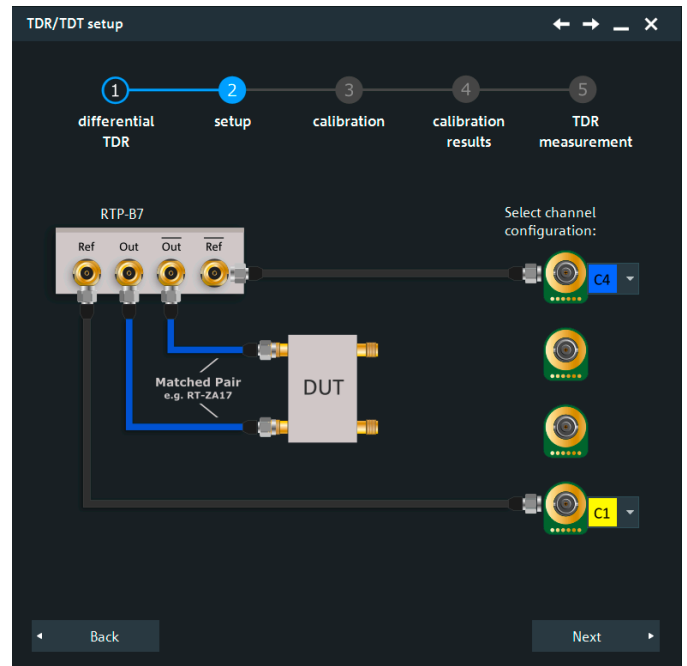 TDR/TDT setup
1
2
3
4
5
differential
TDR
setup
calibration
calibration
results
TDR
measurement
RTP-B7
Ref
Out
Out
Ref
Select channel
configuration:
C4
Matched Pair
e.g. RT-ZA17
DUT
C1
Back
Next